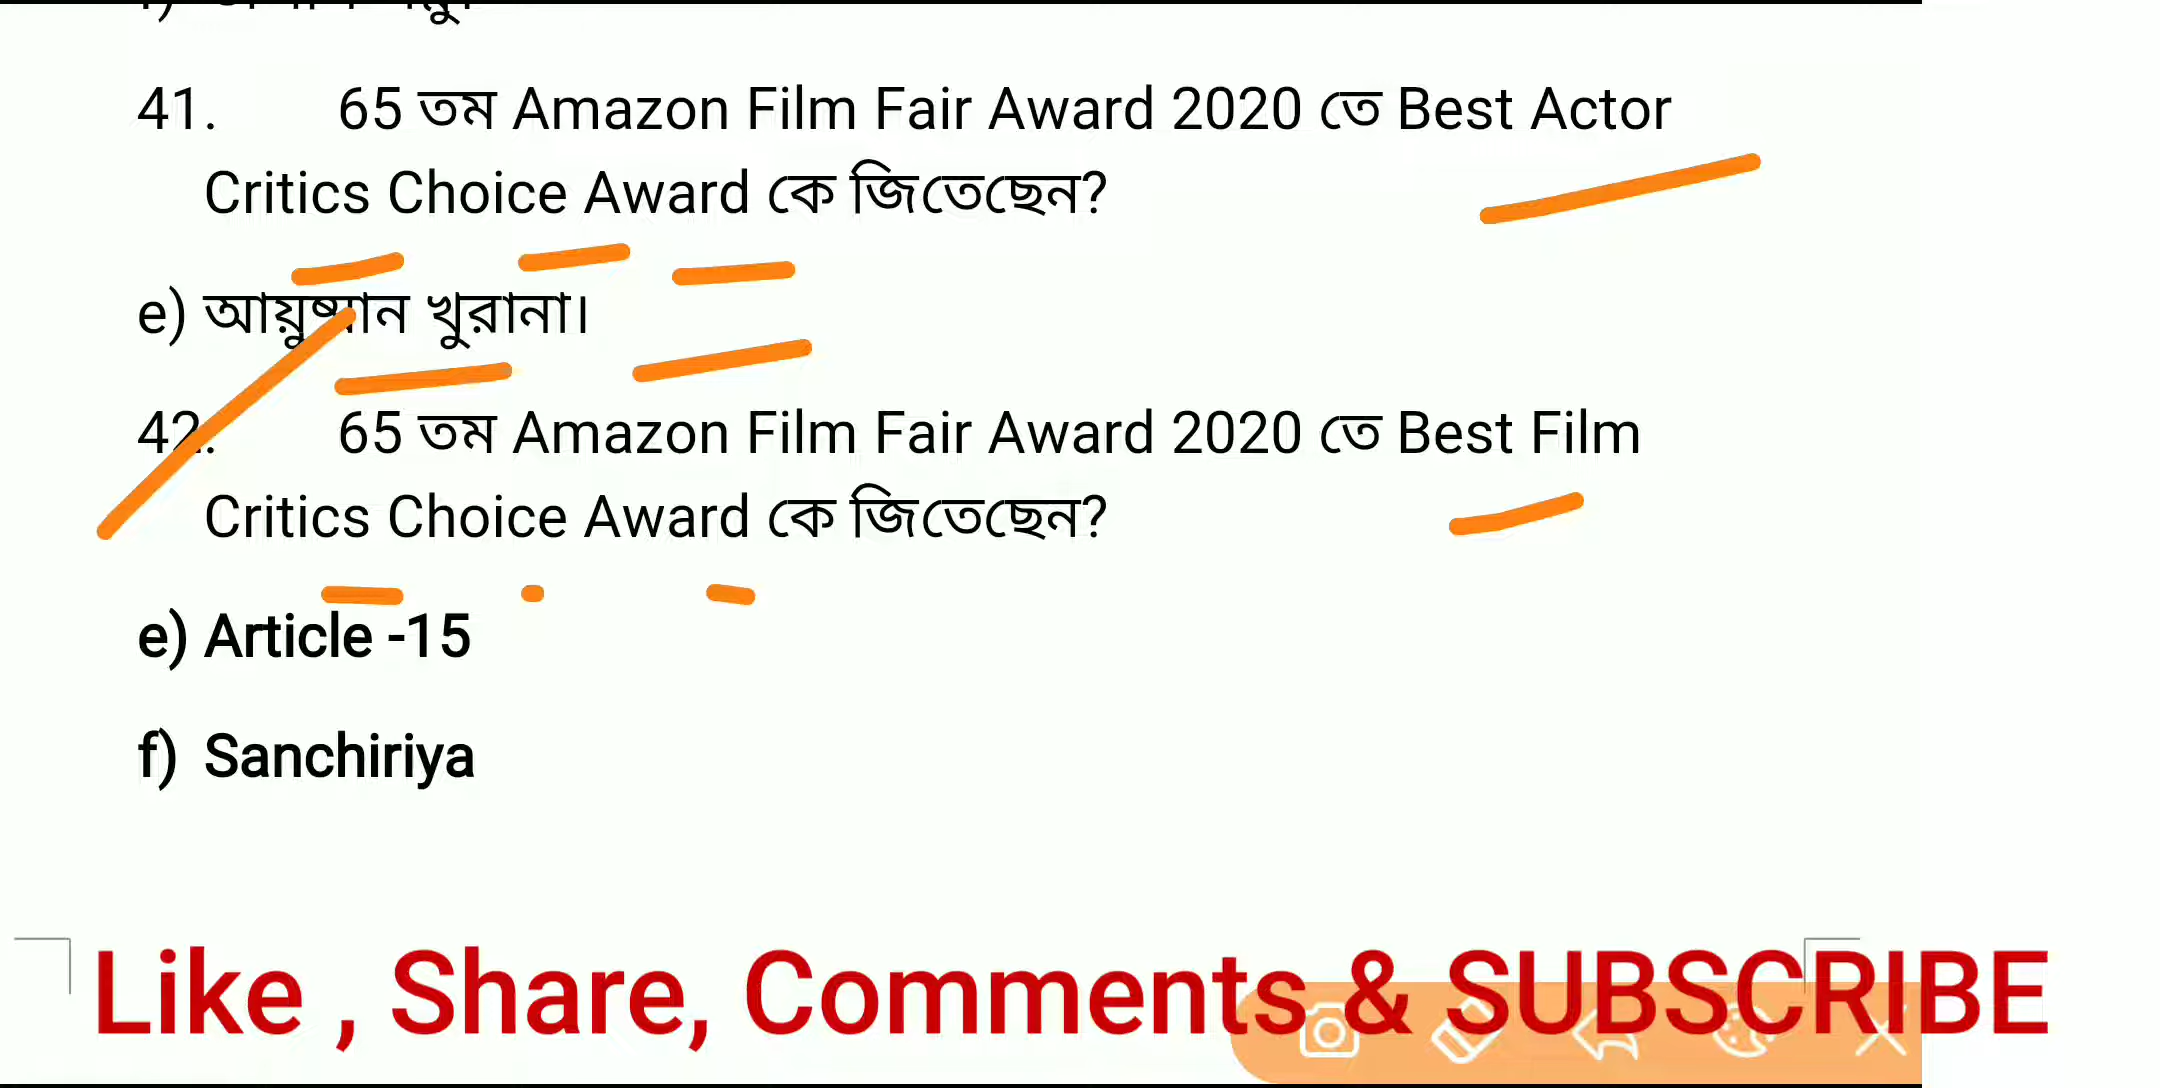 41. 65 তম Amazon Film Fair Award 2020 তে Best Actor
Critics Choice Award কে জিতেছেন?
e) আয়ুষ্মান খুরানা।
42. 65 তম Amazon Film Fair Award 2020 তে Best Film
Critics Choice Award কে জিতেছেন?
e) Article -15
f) Sanchiriya
Like , Share, Comments & SUBSCRIBE